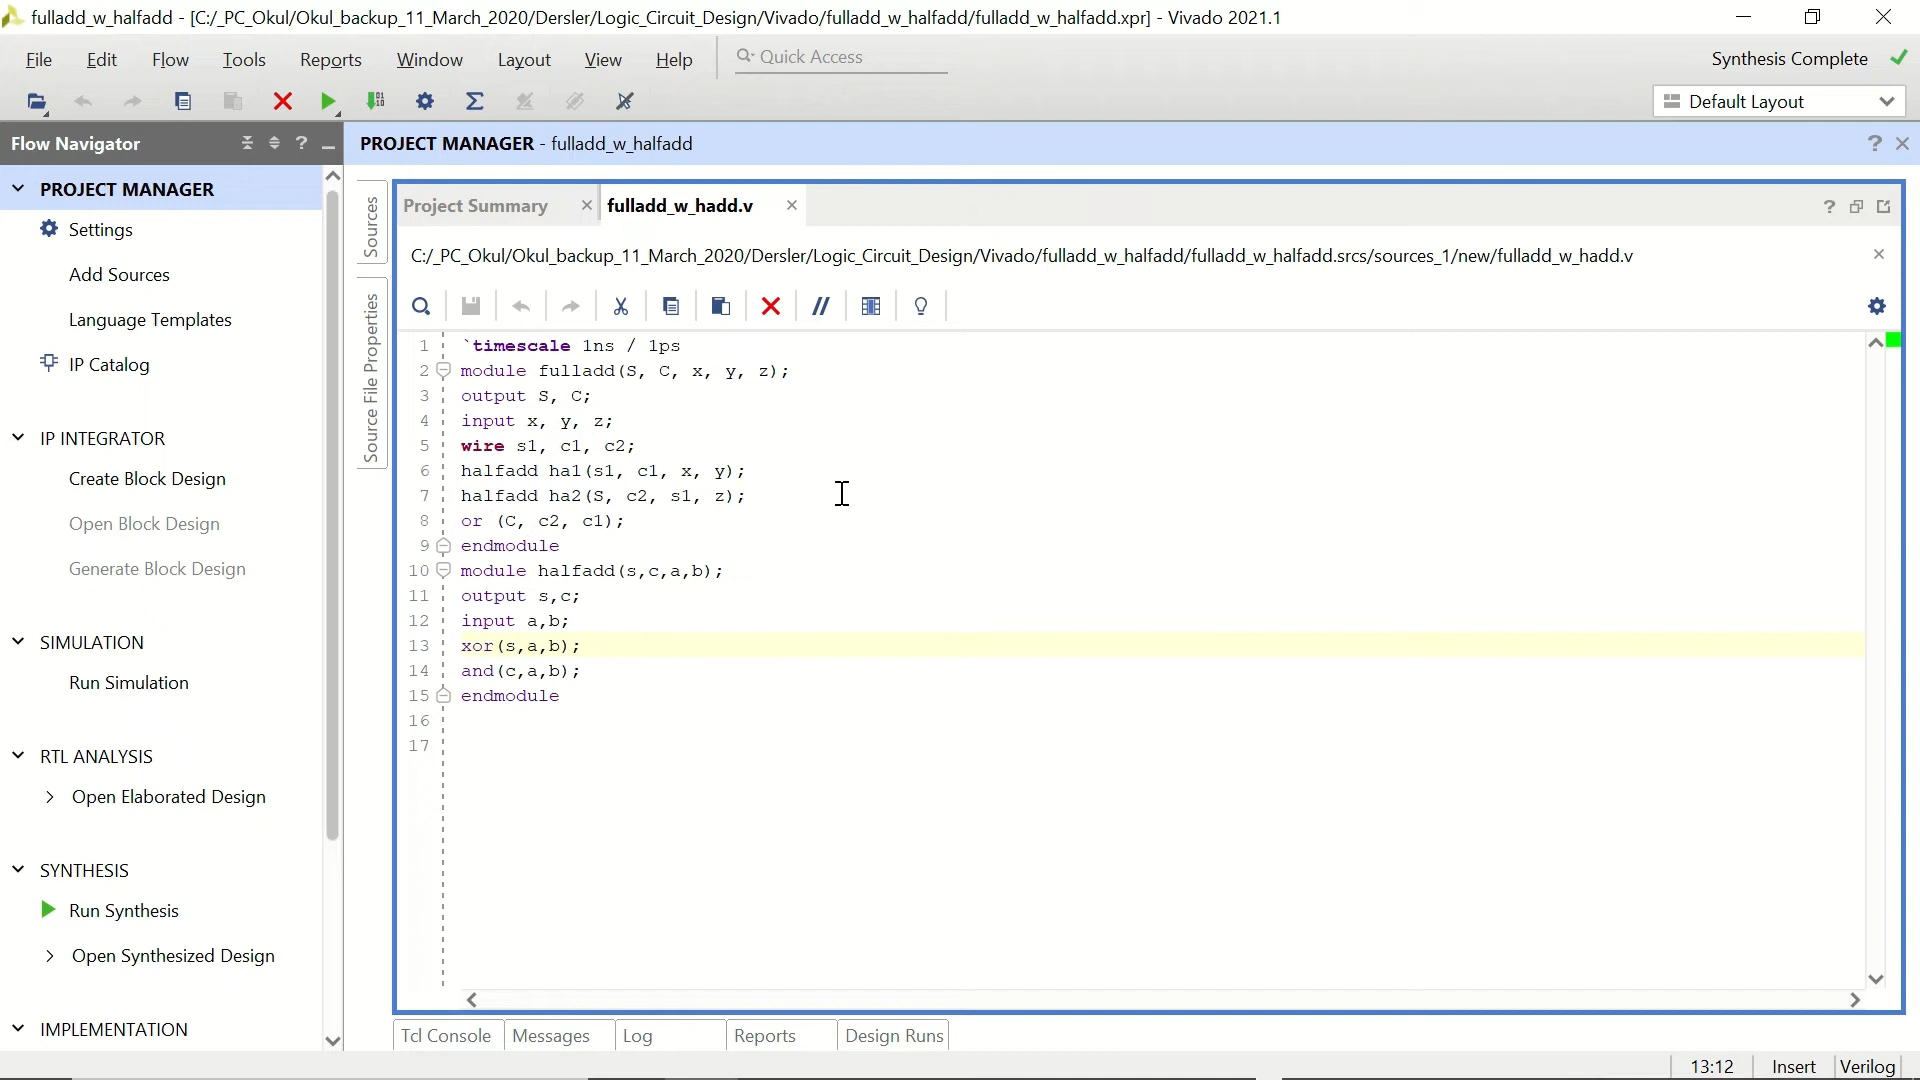 fulladd_w_halfadd - [C:/_PC_Okul/Okul_backup_11_March_2020/Dersler/Logic_Circuit_Design/Vivado/fulladd_w_halfadd/fulladd_w_halfadd.xpr] - Vivado 2021.1
File Edit Flow Tools Reports Window Layout View Help Quick Access Synthesis Complete
Default Layout
Flow Navigator
PROJECT MANAGER - fulladd_w_halfadd
PROJECT MANAGER
Settings
Add Sources
Language Templates
IP Catalog
IP INTEGRATOR
Create Block Design
Open Block Design
Generate Block Design
SIMULATION
Run Simulation
RTL ANALYSIS
Open Elaborated Design
SYNTHESIS
Run Synthesis
Open Synthesized Design
IMPLEMENTATION
Sources
Source File Properties
Project Summary
fulladd_w_hadd.v
C:/_PC_Okul/Okul_backup_11_March_2020/Dersler/Logic_Circuit_Design/Vivado/fulladd_w_halfadd/fulladd_w_halfadd.srcs/sources_1/new/fulladd_w_hadd.v
1 `timescale 1ns / 1ps
2 module fulladd(S, C, x, y, z);
3 output S, C;
4 input x, y, z;
5 wire s1, c1, c2;
6 halfadd ha1(s1, c1, x, y);
7 halfadd ha2(S, c2, s1, z);
8 or (C, c2, c1);
9 endmodule
10 module halfadd(s,c,a,b);
11 output s,c;
12 input a,b;
13 xor(s,a,b);
14 and(c,a,b);
15 endmodule
16
17
Tcl Console Messages Log Reports Design Runs
13:12 Insert Verilog